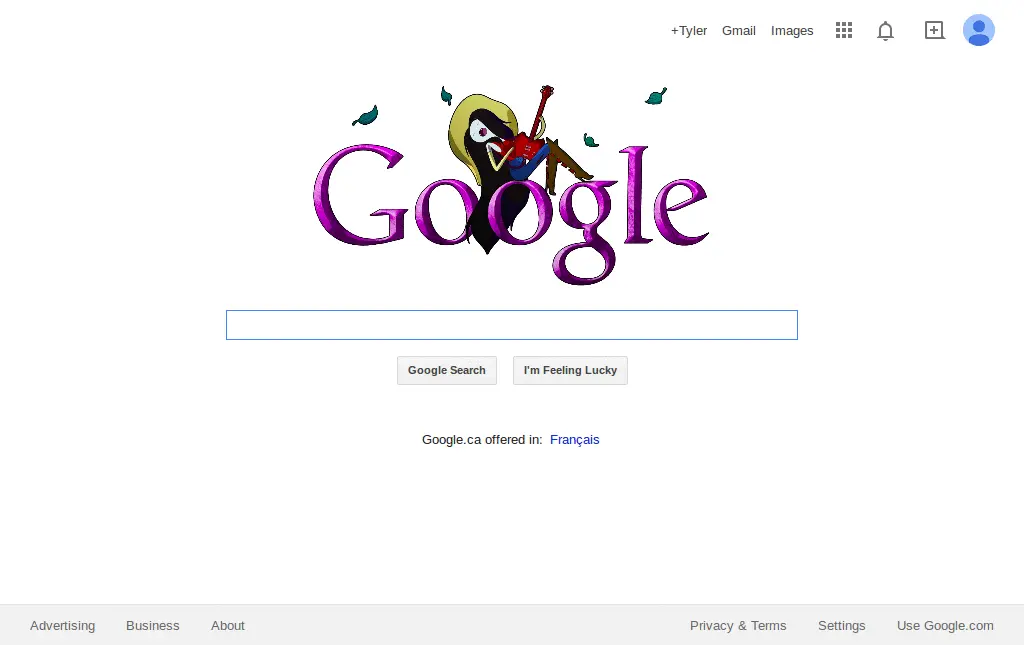 +Tyler Gmail Images
Google
Google Search I'm Feeling Lucky
Google.ca offered in: Français
Advertising Business About Privacy & Terms Settings Use Google.com